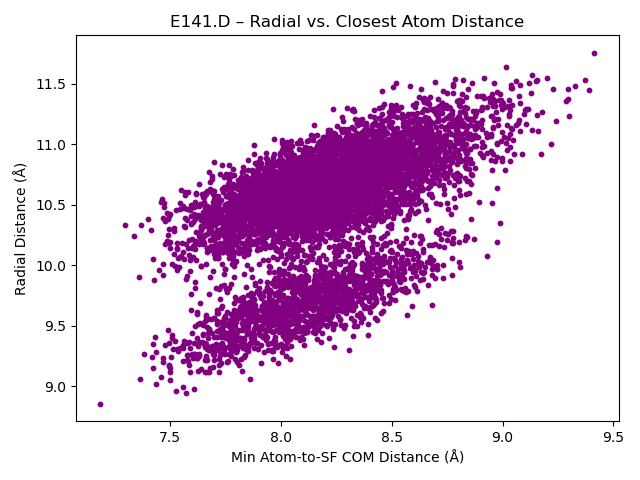 E141.D – Radial vs. Closest Atom Distance
Radial Distance (Å)
11.5
11.0
10.5
10.0
9.5
9.0
7.5 8.0 8.5 9.0 9.5
Min Atom-to-SF COM Distance (Å)